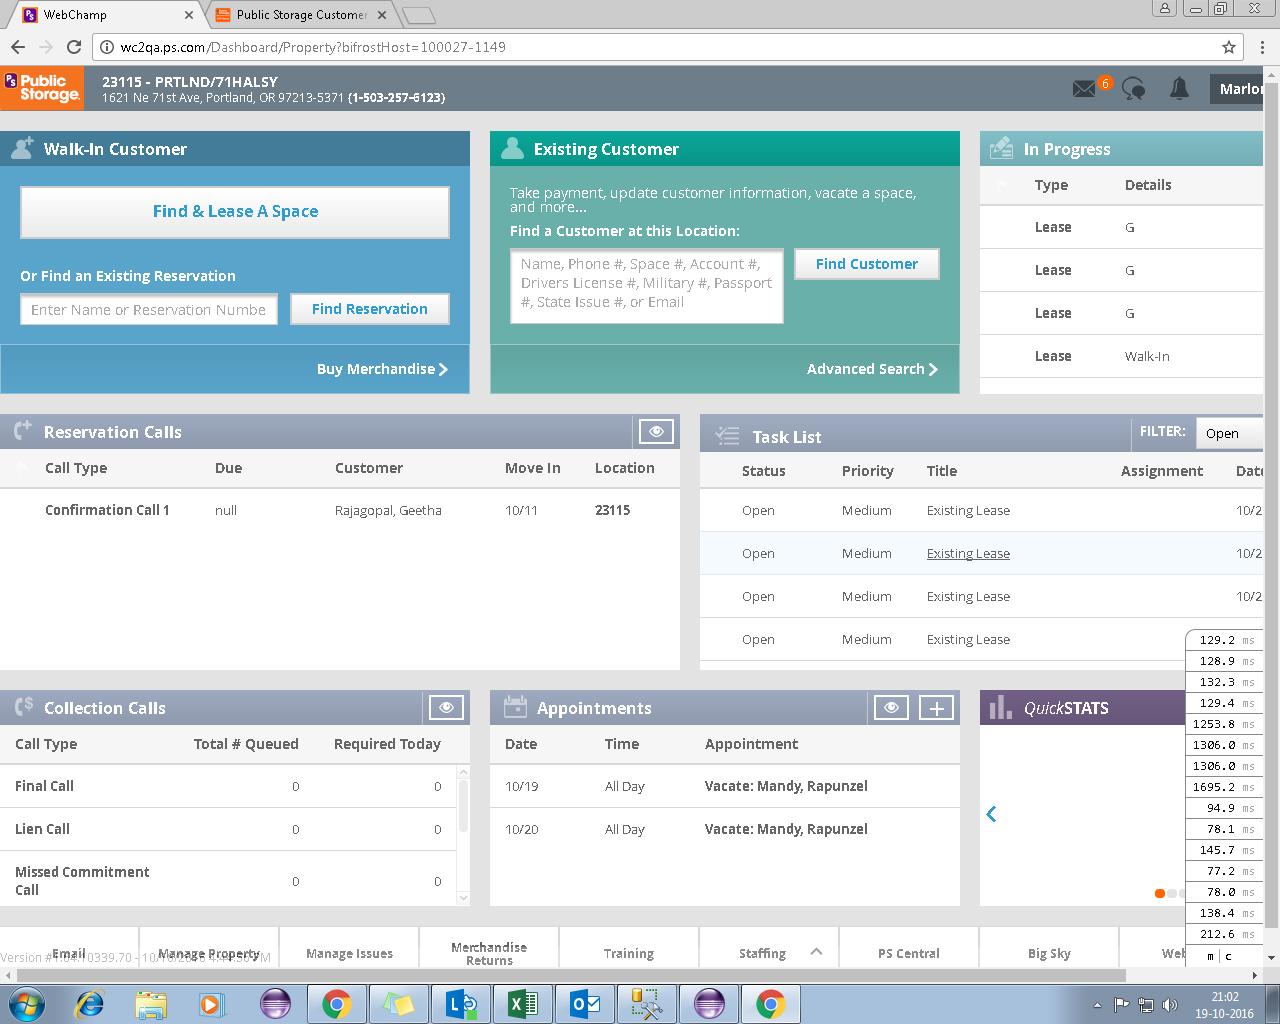 WebChamp
Public Storage Customer
wc2qa.ps.com/Dashboard/Property?bifrostHost=100027-1149
PS Public Storage.
23115 - PRTLND/71HALSY
1621 Ne 71st Ave, Portland, OR 97213-5371 (1-503-257-6123)
6
Marlo
Walk-In Customer
Find & Lease A Space
Or Find an Existing Reservation
Enter Name or Reservation Numbe
Find Reservation
Buy Merchandise
Existing Customer
Take payment, update customer information, vacate a space,
and more...
Find a Customer at this Location:
Name, Phone #, Space #, Account #,
Drivers License #, Military #, Passport
#, State Issue #, or Email
Find Customer
Advanced Search
In Progress
Type Details
Lease G
Lease G
Lease G
Lease Walk-In
Reservation Calls
Call Type Due Customer Move In Location
Confirmation Call 1 null Rajagopal, Geetha 10/11 23115
Task List
FILTER: Open
Status Priority Title Assignment Date
Open Medium Existing Lease 10/2
Open Medium Existing Lease 10/2
Open Medium Existing Lease 10/2
Open Medium Existing Lease
Collection Calls
Call Type Total # Queued Required Today
Final Call 0 0
Lien Call 0 0
Missed Commitment
Call 0 0
Appointments
Date Time Appointment
10/19 All Day Vacate: Mandy, Rapunzel
10/20 All Day Vacate: Mandy, Rapunzel
QuickSTATS
129.2 ms
128.9 ms
132.3 ms
129.4 ms
1253.8 ms
1306.0 ms
1306.0 ms
1695.2 ms
94.9 ms
78.1 ms
145.7 ms
77.2 ms
78.0 ms
138.4 ms
212.6 ms
m | c
Email
Manage Property
Manage Issues
Merchandise
Returns
Training
Staffing
PS Central
Big Sky
Web
21:02
19-10-2016